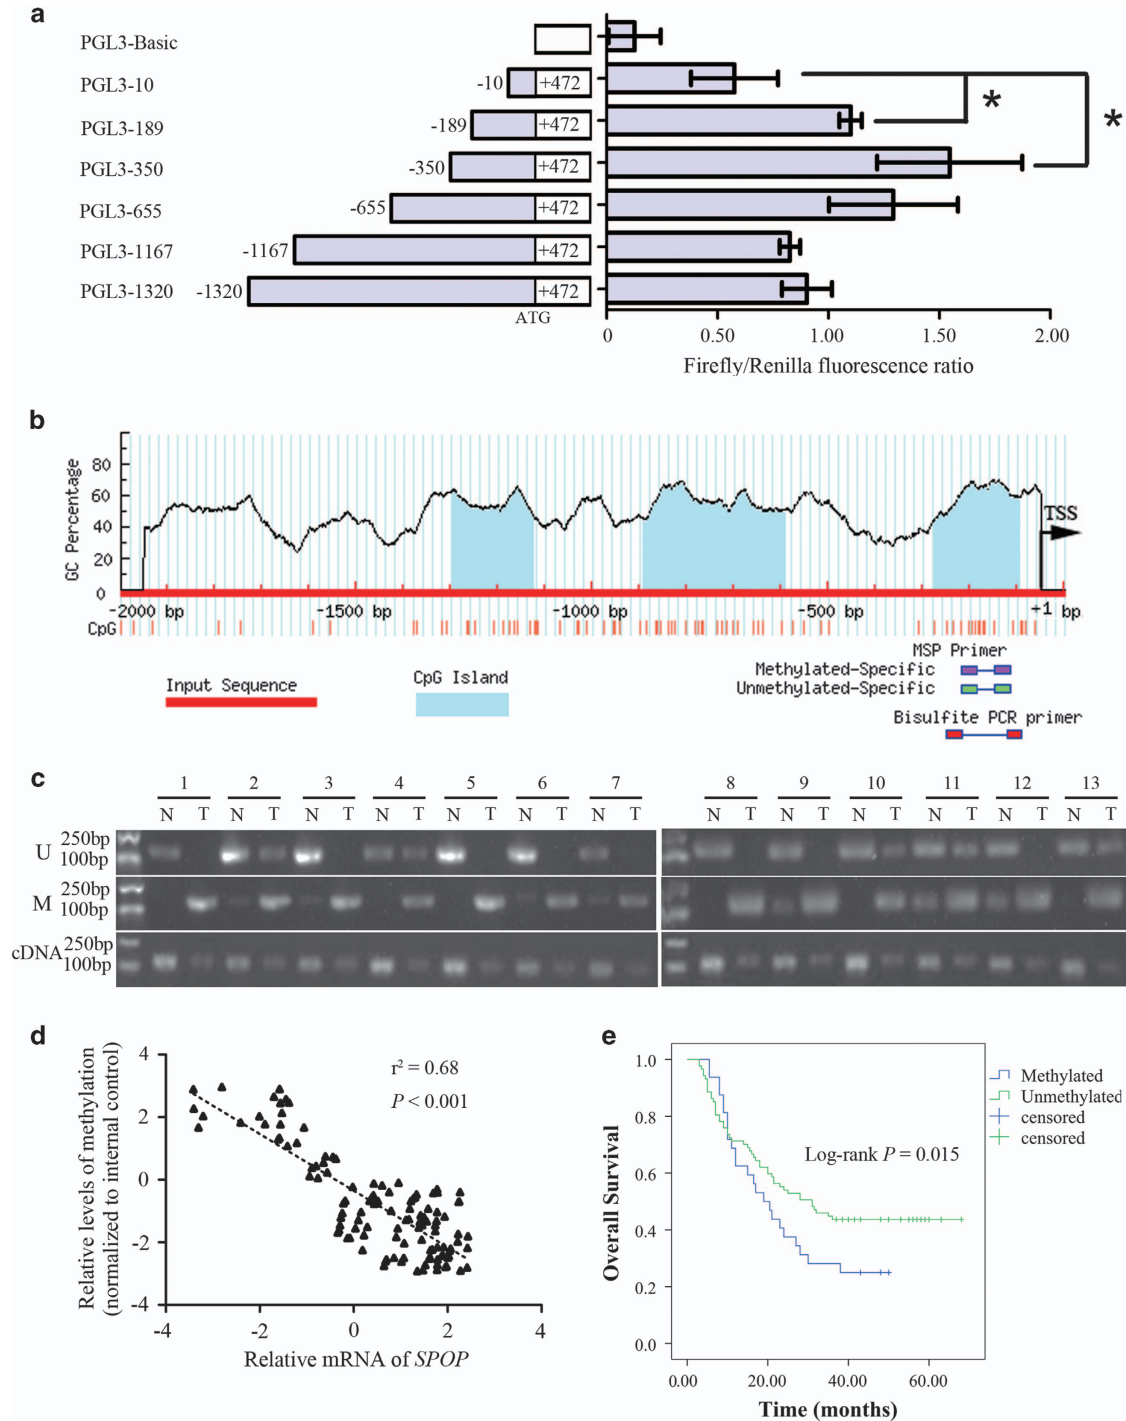 a
PGL3-Basic
PGL3-10 -10 +472
PGL3-189 -189 +472
PGL3-350 -350 +472
PGL3-655 -655 +472
PGL3-1167 -1167 +472
PGL3-1320 -1320 +472
ATG
* *
0 0.50 1.00 1.50 2.00
Firefly/Renilla fluorescence ratio
b
GC Percentage
80
60
40
20
0
TSS
-2000 bp -1500 bp -1000 bp -500 bp +1 bp
CpG
Input Sequence
CpG Island
MSP Primer
Methylated-Specific
Unmethylated-Specific
Bisulfite PCR primer
c
1 2 3 4 5 6 7 8 9 10 11 12 13
N T N T N T N T N T N T N T N T N T N T N T N T N T
U 250bp
100bp
M 250bp
100bp
cDNA 250bp
100bp
d
Relative levels of methylation
(normalized to internal control)
4
2
0
-2
-4
r² = 0.68
P < 0.001
-4 -2 0 2 4
Relative mRNA of SPOP
e
Overall Survival
1.0
0.8
0.6
0.4
0.2
0.0
Log-rank P = 0.015
Methylated
Unmethylated
censored
censored
0.00 20.00 40.00 60.00
Time (months)